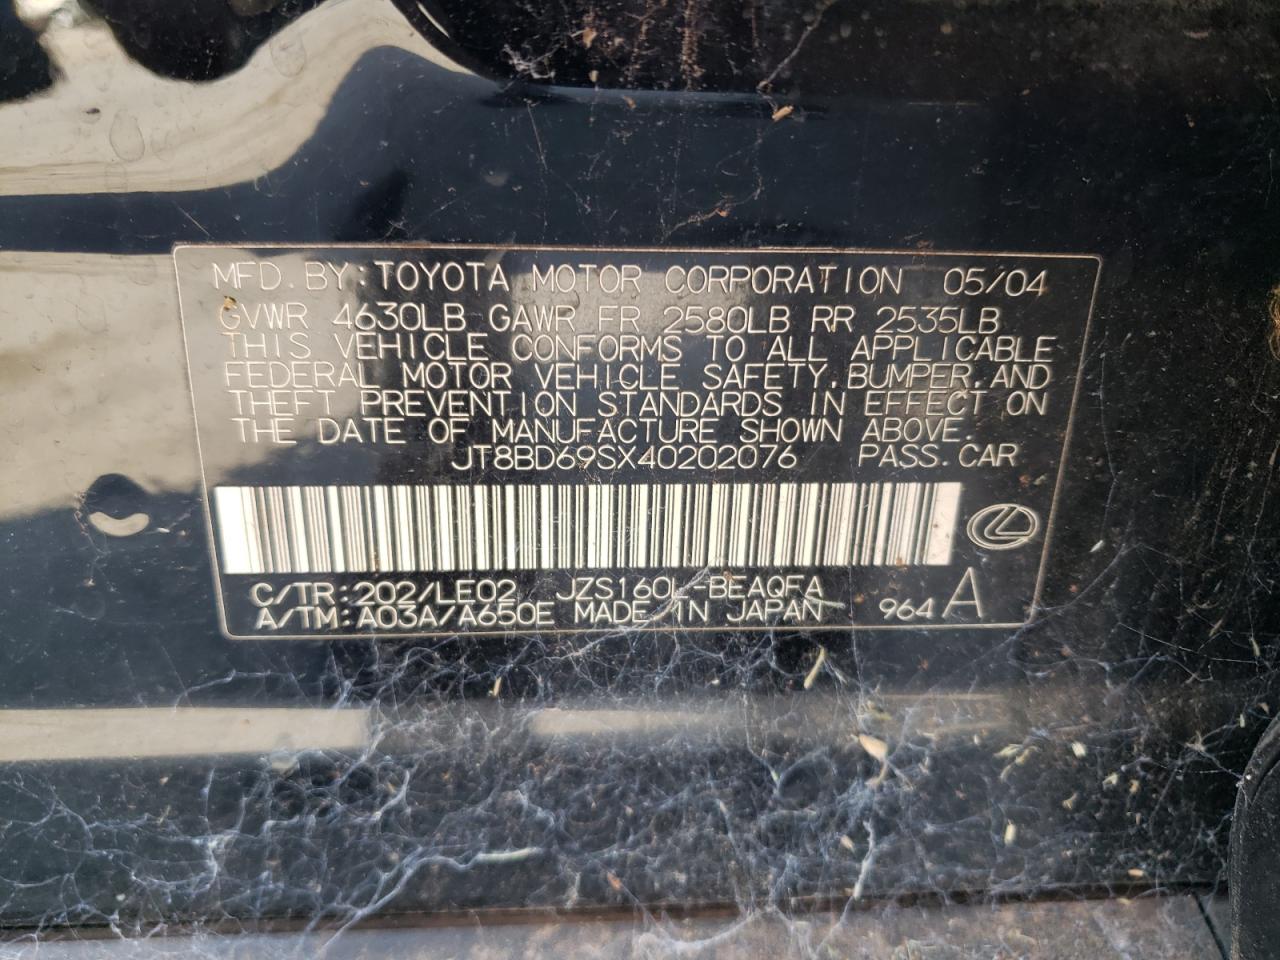 MFD. BY: TOYOTA MOTOR CORPORATION 05/04
GVWR 4630LB GAWR FR 2580LB RR 2535LB
THIS VEHICLE CONFORMS TO ALL APPLICABLE
FEDERAL MOTOR VEHICLE SAFETY, BUMPER, AND
THEFT PREVENTION STANDARDS IN EFFECT ON
THE DATE OF MANUFACTURE SHOWN ABOVE.
JT8BD69SX40202076 PASS. CAR
C/TR: 202/LE02 JZS160L-BEAQFA
A/TM: A03A/A650E MADE IN JAPAN 964 A